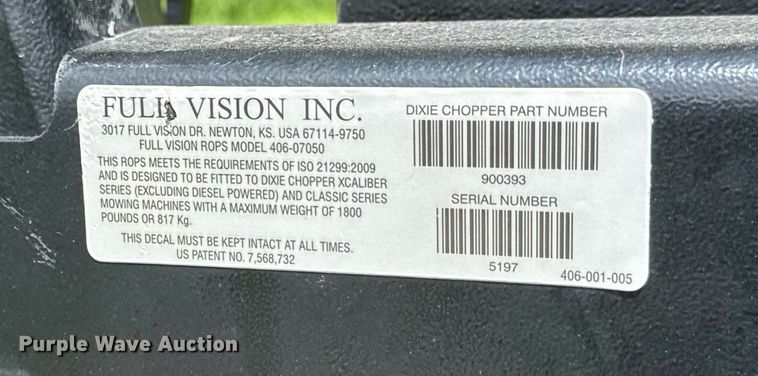 FULL VISION INC.
3017 FULL VISION DR. NEWTON, KS. USA 67114-9750
FULL VISION ROPS MODEL 406-07050
THIS ROPS MEETS THE REQUIREMENTS OF ISO 21299:2009
AND IS DESIGNED TO BE FITTED TO DIXIE CHOPPER XCALIBER
SERIES (EXCLUDING DIESEL POWERED) AND CLASSIC SERIES
MOWING MACHINES WITH A MAXIMUM WEIGHT OF 1800
POUNDS OR 817 Kg.
THIS DECAL MUST BE KEPT INTACT AT ALL TIMES.
US PATENT NO. 7,568,732
DIXIE CHOPPER PART NUMBER
900393
SERIAL NUMBER
5197
406-001-005
Purple Wave Auction